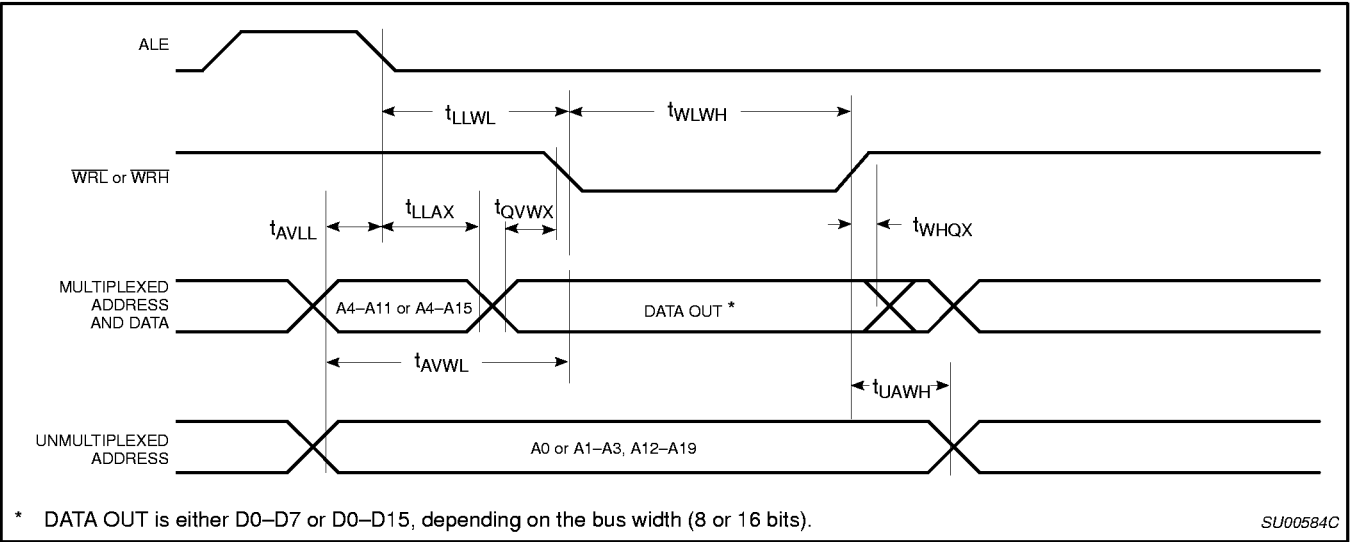 ALE
tLLWL
tWLWH
WRL or WRH
tAVLL
tLLAX
tQVWX
tWHQX
MULTIPLEXED
ADDRESS
AND DATA
A4–A11 or A4–A15
DATA OUT *
tAVWL
tUAWH
UNMULTIPLEXED
ADDRESS
A0 or A1–A3, A12–A19
* DATA OUT is either D0–D7 or D0–D15, depending on the bus width (8 or 16 bits).
SU00584C